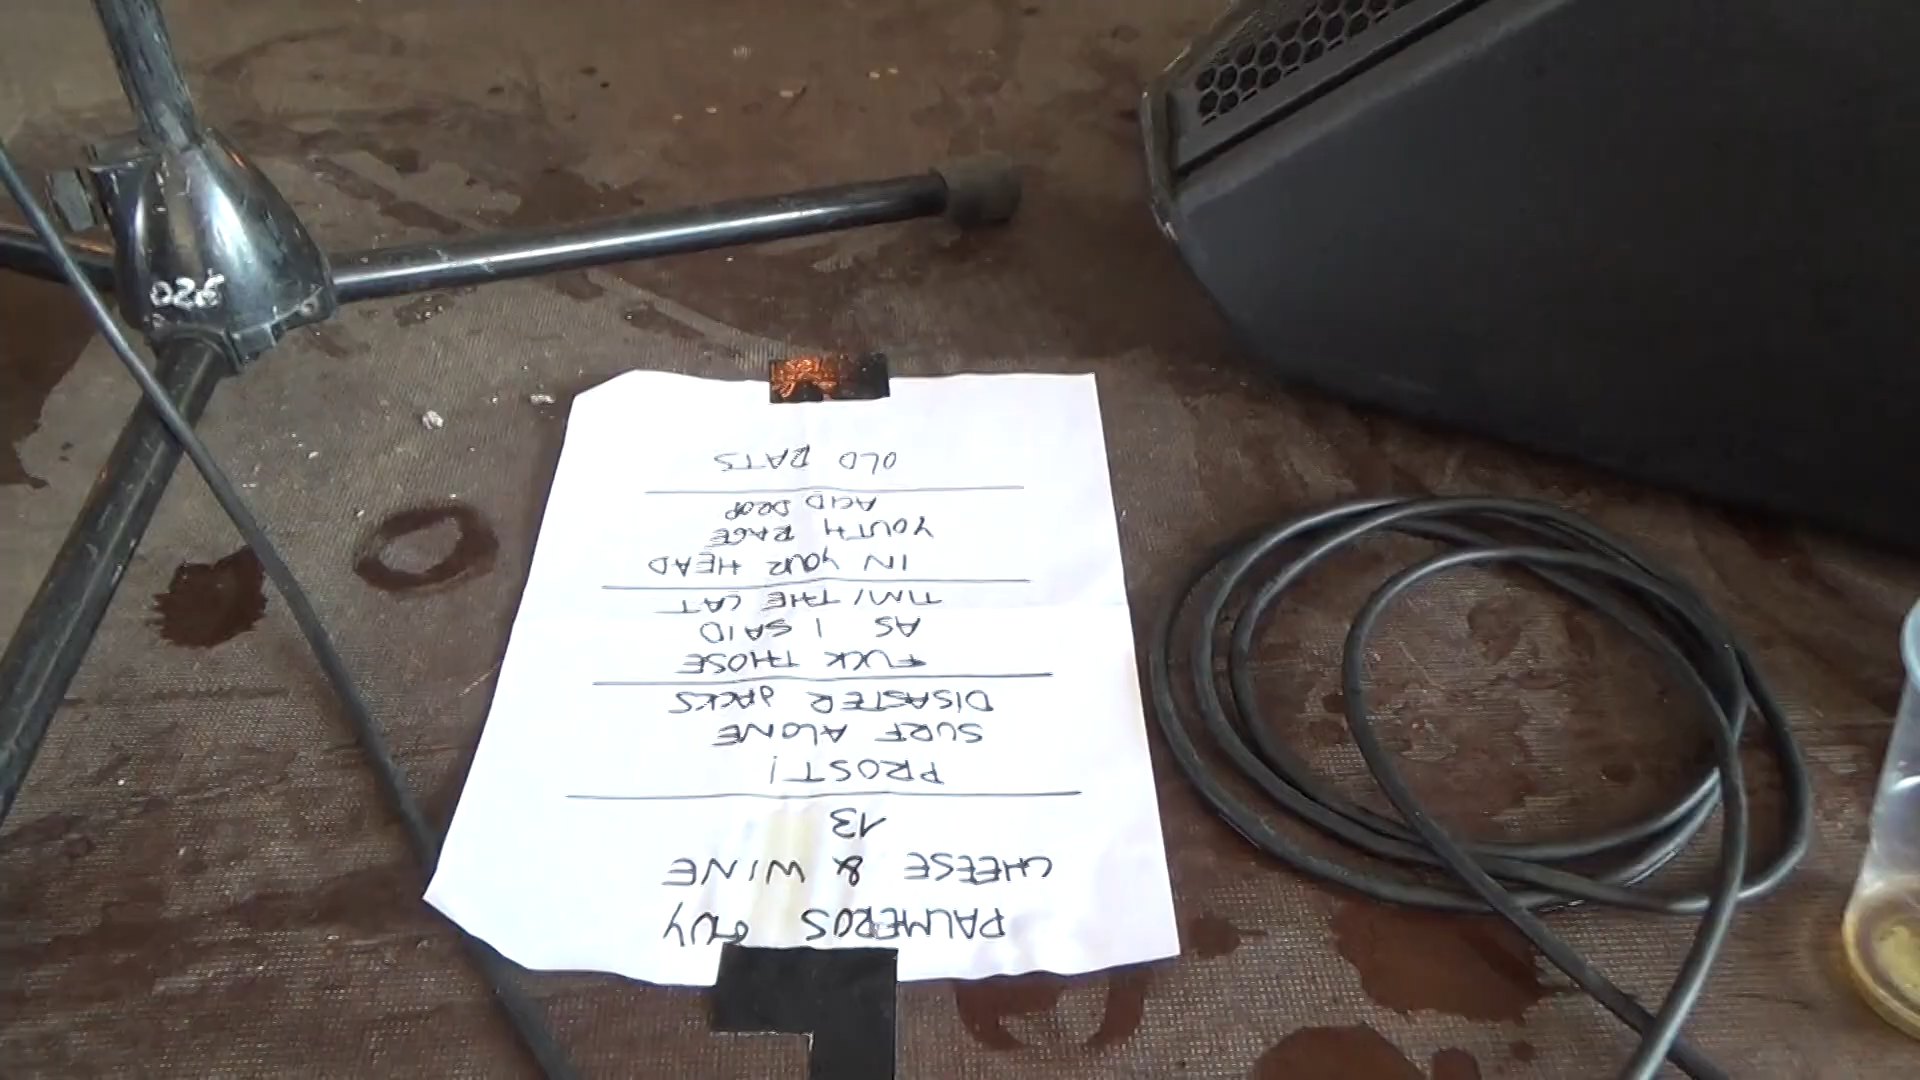 PALMEROS GUY
CHEESE & WINE
13
PROST!
SURF ALONE
DISASTER JACKS
FUCK THOSE
AS I SAID
TIMI THE CAT
IN YOUR HEAD
YOUTH RAGE
ACID DROP
OLD RATS